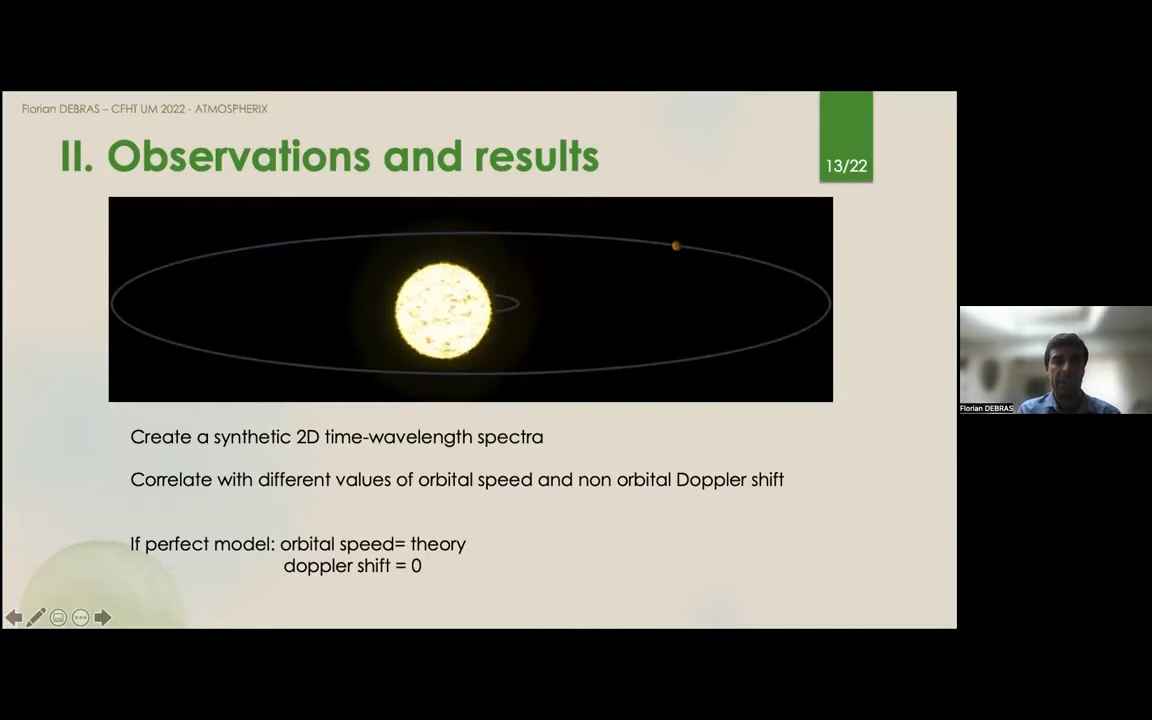 Florian DEBRAS – CFHT UM 2022 - ATMOSPHERIX
II. Observations and results
13/22
Create a synthetic 2D time-wavelength spectra
Correlate with different values of orbital speed and non orbital Doppler shift
If perfect model: orbital speed= theory
doppler shift = 0
Florian DEBRAS